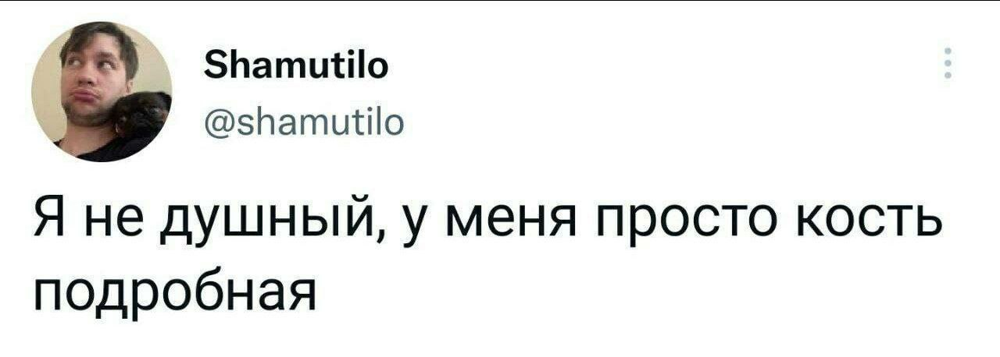 Shamutilo
@shamutilo
Я не душный, у меня просто кость
подробная